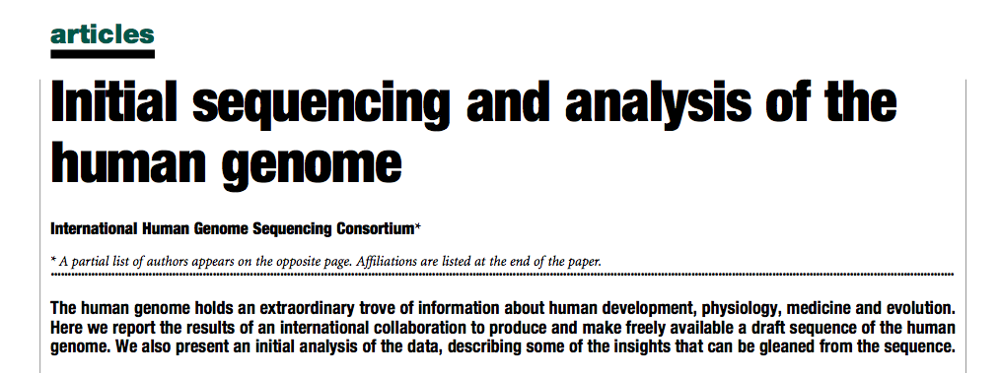 articles
Initial sequencing and analysis of the
human genome
International Human Genome Sequencing Consortium*
* A partial list of authors appears on the opposite page. Affiliations are listed at the end of the paper.
The human genome holds an extraordinary trove of information about human development, physiology, medicine and evolution.
Here we report the results of an international collaboration to produce and make freely available a draft sequence of the human
genome. We also present an initial analysis of the data, describing some of the insights that can be gleaned from the sequence.